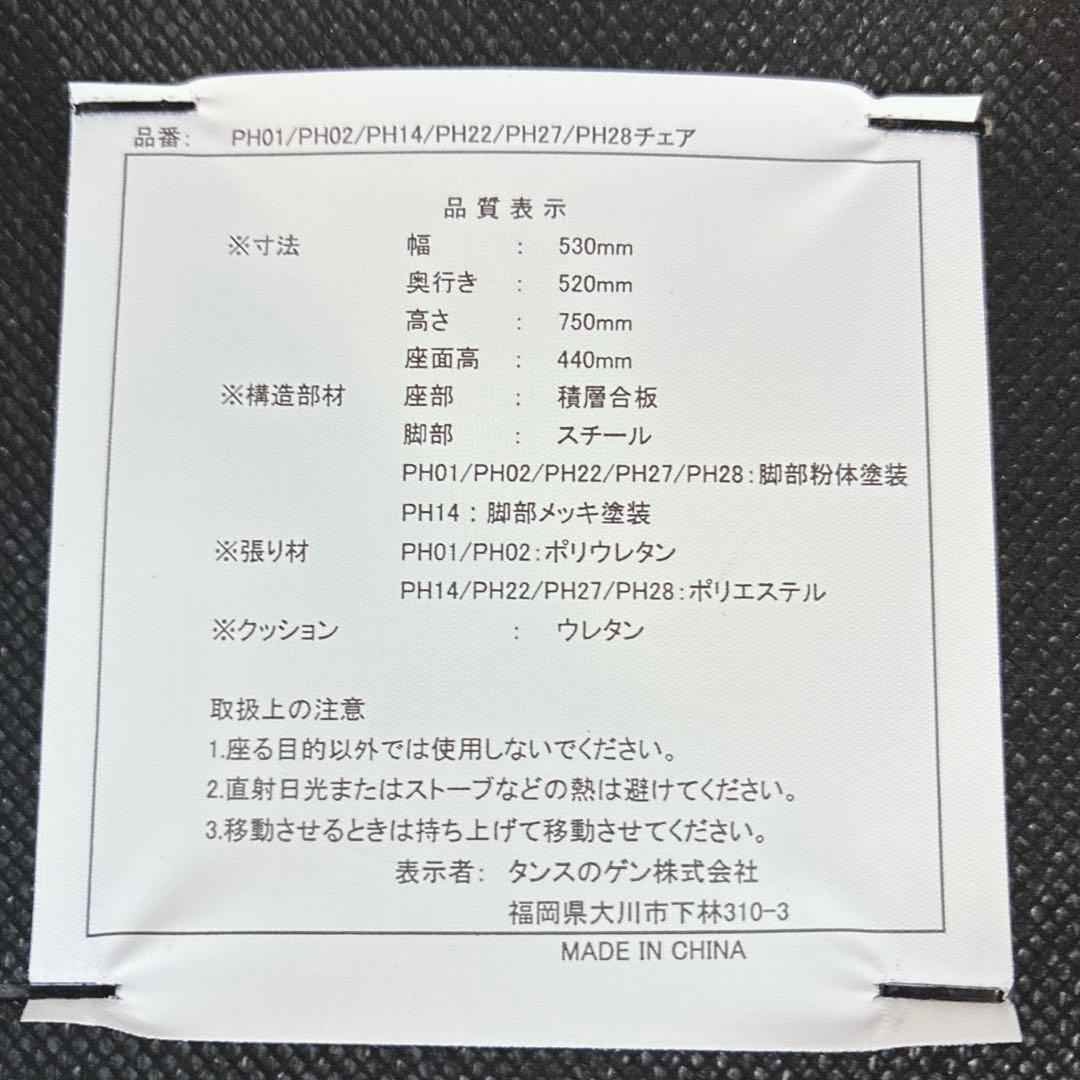 品番: PH01/PH02/PH14/PH22/PH27/PH28チェア
品質表示
※寸法 幅 : 530mm
奥行き : 520mm
高さ : 750mm
座面高 : 440mm
※構造部材 座部 : 積層合板
脚部 : スチール
PH01/PH02/PH22/PH27/PH28:脚部粉体塗装
PH14:脚部メッキ塗装
※張り材 PH01/PH02:ポリウレタン
PH14/PH22/PH27/PH28:ポリエステル
※クッション : ウレタン
取扱上の注意
1.座る目的以外では使用しないでください。
2.直射日光またはストーブなどの熱は避けてください。
3.移動させるときは持ち上げて移動させてください。
表示者: タンスのゲン株式会社
福岡県大川市下林310-3
MADE IN CHINA